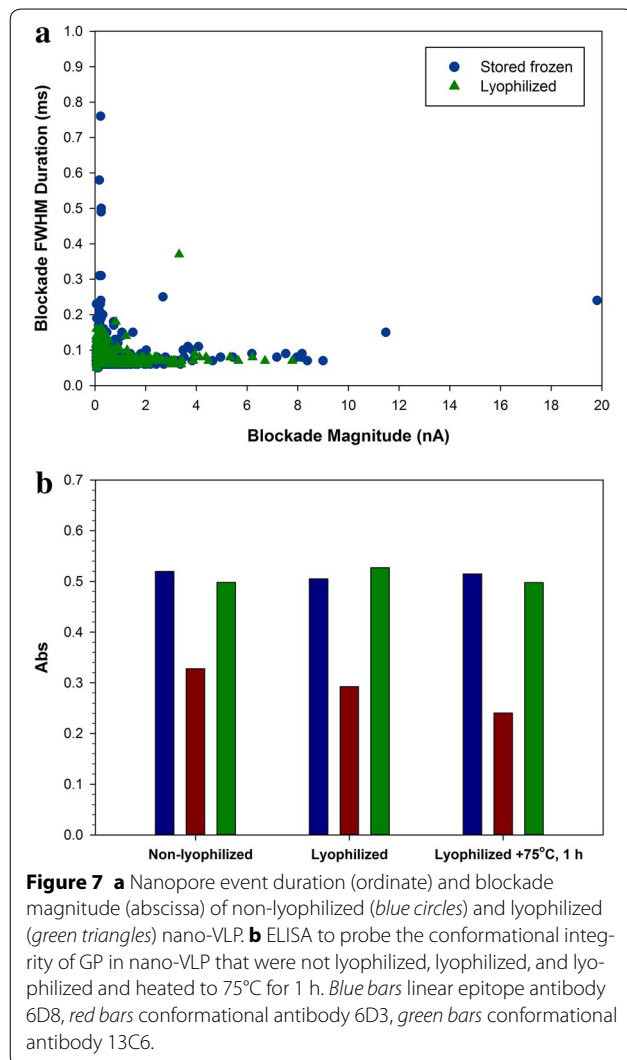 a
Blockade FWHM Duration (ms)
1.0
0.9
0.8
0.7
0.6
0.5
0.4
0.3
0.2
0.1
0.0
Stored frozen
Lyophilized
0 2 4 6 8 10 12 14 16 18 20
Blockade Magnitude (nA)
b
Abs
0.7
0.6
0.5
0.4
0.3
0.2
0.1
0.0
Non-lyophilized Lyophilized Lyophilized +75°C, 1 h
Figure 7 a Nanopore event duration (ordinate) and blockade
magnitude (abscissa) of non-lyophilized (blue circles) and lyophilized
(green triangles) nano-VLP. b ELISA to probe the conformational integ-
rity of GP in nano-VLP that were not lyophilized, lyophilized, and lyo-
philized and heated to 75°C for 1 h. Blue bars linear epitope antibody
6D8, red bars conformational antibody 6D3, green bars conformational
antibody 13C6.